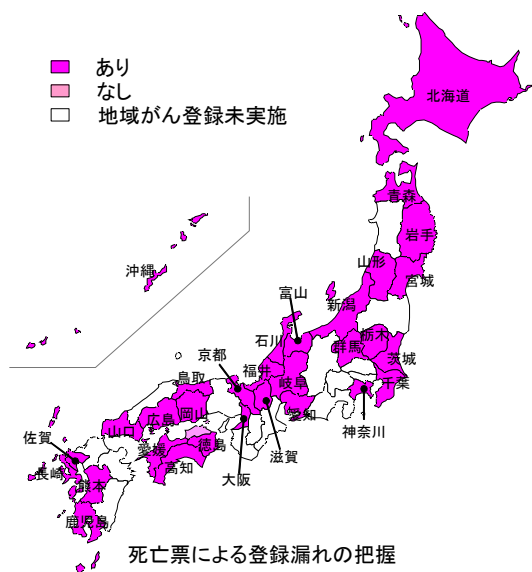 あり
なし
地域がん登録未実施
北海道
青森
岩手
山形
宮城
沖縄
富山
新潟
石川
栃木
群馬
茨城
京都
福井
岐阜
千葉
鳥取
愛知
神奈川
岡山
広島
山口
佐賀
愛媛
徳島
滋賀
長崎
高知
大阪
熊本
鹿児島
死亡票による登録漏れの把握